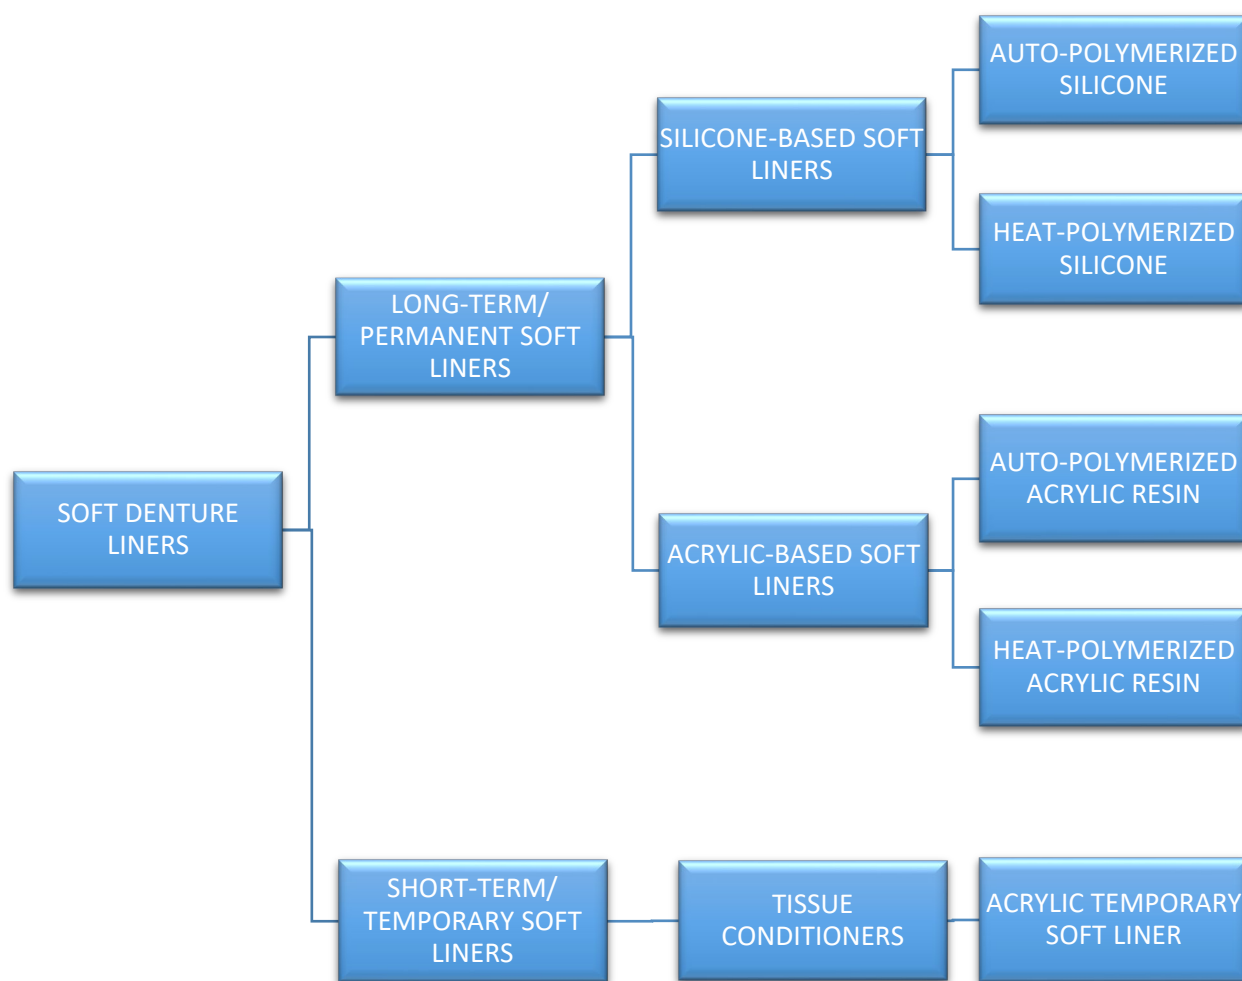 AUTO-POLYMERIZED
SILICONE
SILICONE-BASED SOFT
LINERS
HEAT-POLYMERIZED
SILICONE
LONG-TERM/
PERMANENT SOFT
LINERS
AUTO-POLYMERIZED
ACRYLIC RESIN
SOFT DENTURE
LINERS
ACRYLIC-BASED SOFT
LINERS
HEAT-POLYMERIZED
ACRYLIC RESIN
SHORT-TERM/
TEMPORARY SOFT
LINERS
TISSUE
CONDITIONERS
ACRYLIC TEMPORARY
SOFT LINER